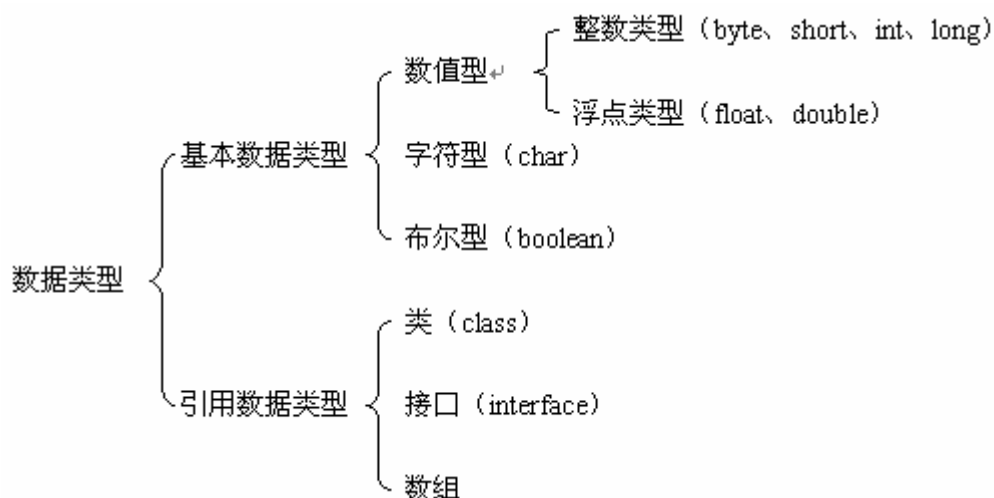 整数类型（byte、short、int、long）
数值型↵
浮点类型（float、double）
基本数据类型
字符型（char）
布尔型（boolean）
数据类型
类（class）
引用数据类型
接口（interface）
数组